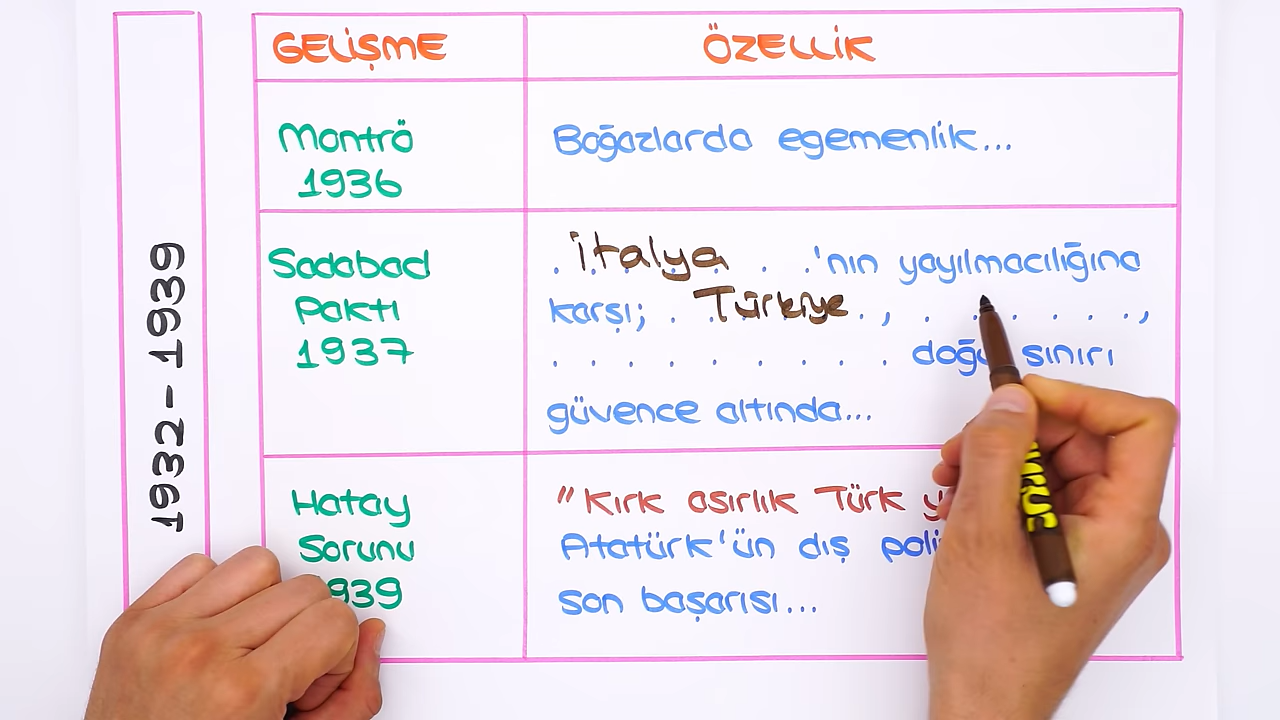 GELİŞME
ÖZELLİK
Montrö
1936
Boğazlarda egemenlik...
Sadabad
Paktı
1937
. İtalya . .'nın yayılmacılığına
karşı; . . Türkiye . , . . . . . . . ,
. . . . . . . . . . . doğu sınırı
güvence altında...
Hatay
Sorunu
1939
"Kırk asırlık Türk
Atatürk'ün dış
son başarısı...
1932 - 1939